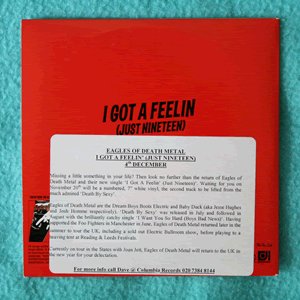 I GOT A FEELIN
(JUST NINETEEN)
EAGLES OF DEATH METAL
I GOT A FEELIN' (JUST NINETEEN)
4th DECEMBER
Missing a little something in your life? Then look no further than the return of Eagles of
Death Metal and their new single 'I Got A Feelin' (Just Nineteen)'. Waiting for you on
November 20th will be a numbered, 7" white vinyl, the second track to be lifted from the
much admired 'Death By Sexy'.
Eagles of Death Metal are the Dream Boys Boots Electric and Baby Duck (aka Jesse Hughes
and Josh Homme respectively). 'Death By Sexy' was released in July and followed in
August with the brilliantly catchy single 'I Want You So Hard (Boys Bad News)'. Having
supported the Foo Fighters in Manchester in June, Eagles of Death Metal returned later in the
summer to tour the UK, including a sold out Electric Ballroom show, before playing to a
heaving tent at Reading & Leeds Festivals.
Currently on tour in the States with Joan Jett, Eagles of Death Metal will return to the UK in
the new year for your delectation.
For more info call Dave @ Columbia Records 020 7384 8144